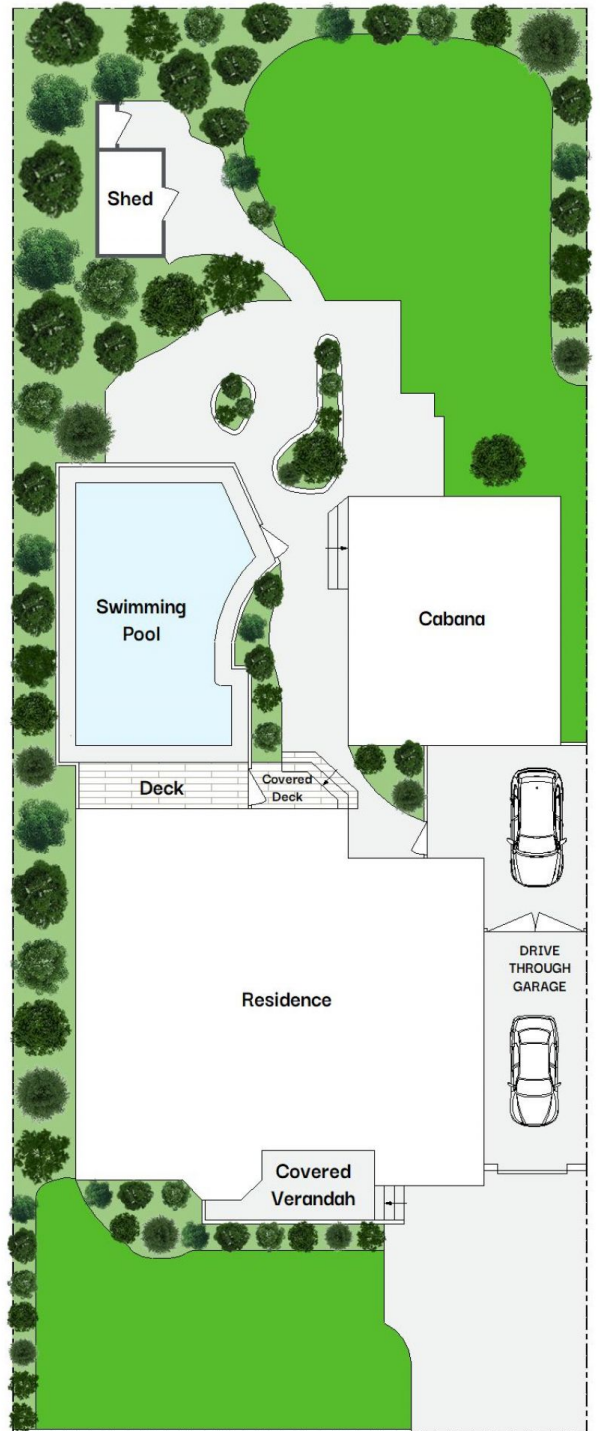 Shed
Swimming
Pool
Cabana
Deck
Covered
Deck
DRIVE
THROUGH
GARAGE
Residence
Covered
Verandah